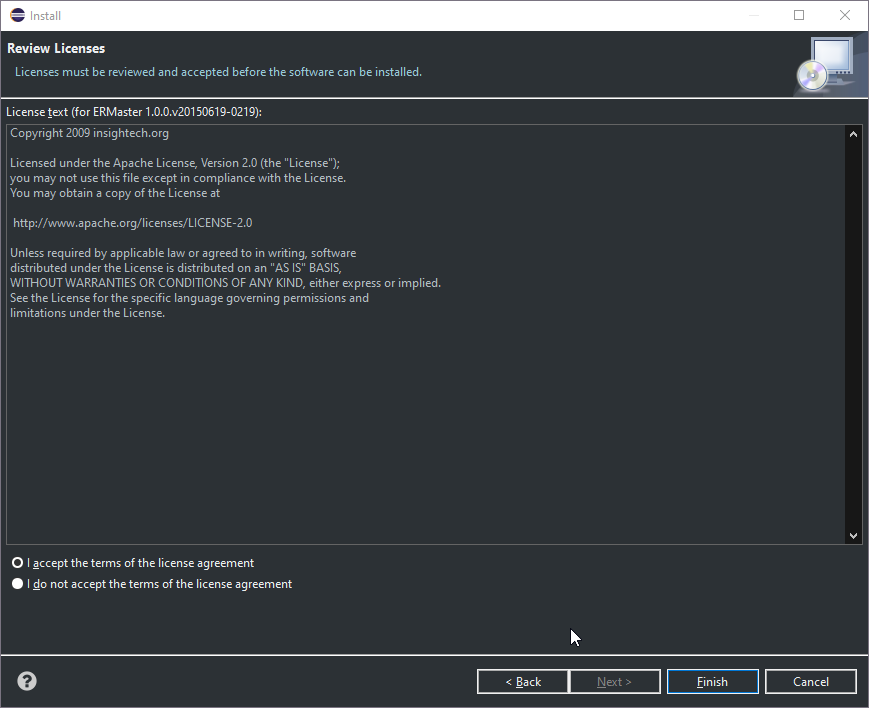 Install
Review Licenses
Licenses must be reviewed and accepted before the software can be installed.
License text (for ERMaster 1.0.0.v20150619-0219):
Copyright 2009 insightech.org
Licensed under the Apache License, Version 2.0 (the "License");
you may not use this file except in compliance with the License.
You may obtain a copy of the License at
http://www.apache.org/licenses/LICENSE-2.0
Unless required by applicable law or agreed to in writing, software
distributed under the License is distributed on an "AS IS" BASIS,
WITHOUT WARRANTIES OR CONDITIONS OF ANY KIND, either express or implied.
See the License for the specific language governing permissions and
limitations under the License.
I accept the terms of the license agreement
I do not accept the terms of the license agreement
? < Back Next > Finish Cancel